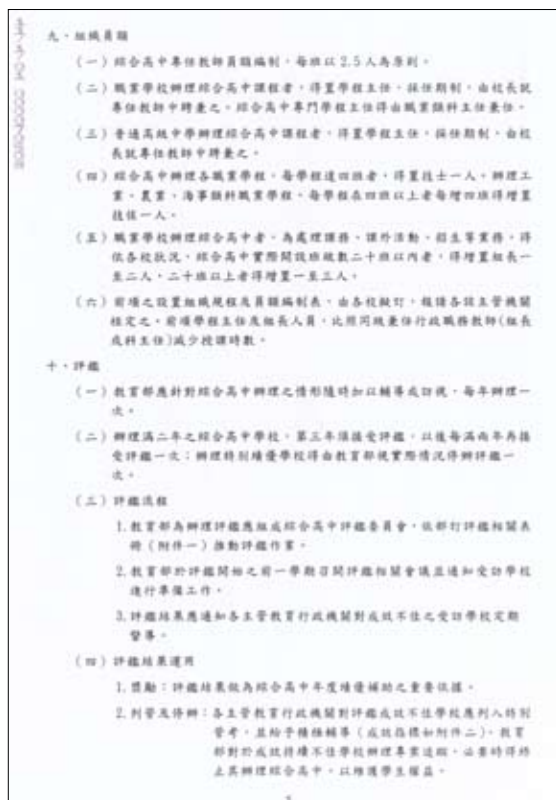 九、組織員額
（一）綜合高中專任教師員額編制，每班以2.5人為原則。
（二）職業學校辦理綜合高中課程者，得置學程主任，採任期制，由校長就
專任教師中聘兼之。綜合高中專門學程主任得由職業類科主任兼任。
（三）普通高級中學辦理綜合高中課程者，得置學程主任，採任期制，由校
長就專任教師中聘兼之。
（四）綜合高中辦理各職業學程，每學程達四班者，得置技士一人，辦理工
業、農業、海事類科職業學程，每學程在四班以上者每增四班得增置
技佐一人。
（五）職業學校辦理綜合高中者，為處理課務、課外活動、招生等業務，得
依各校狀況，綜合高中實際開設班級數二十班以內者，得增置組長一
至二人，二十班以上者得增置一至三人。
（六）前項之設置組織規程及員額編制表，由各校擬訂，報請各該主管機關
核定之。前項學程主任及組長人員，比照同級兼任行政職務教師(組長
或科主任)減少授課時數。
十、評鑑
（一）教育部應針對綜合高中辦理之情形隨時加以輔導或訪視，每年辦理一
次。
（二）辦理滿二年之綜合高中學校，第三年須接受評鑑，以後每滿兩年再接
受評鑑一次；辦理特別績優學校得由教育部視實際情況停辦評鑑一
次。
（三）評鑑流程
1.教育部為辦理評鑑應組成綜合高中評鑑委員會，依部訂評鑑相關表
冊（附件一）推動評鑑作業。
2.教育部於評鑑開始之前一學期召開評鑑相關會議並通知受訪學校
進行準備工作。
3.評鑑結果應通知各主管教育行政機關對成效不佳之受訪學校定期
督導。
（四）評鑑結果運用
1.獎勵：評鑑結果做為綜合高中年度績優補助之重要依據。
2.列管及停辦：各主管教育行政機關對評鑑成效不佳學校應列入特別
管考，並給予積極輔導（成效指標如附件二）。教育
部對於成效持續不佳學校辦理專案追蹤，必要時得終
止其辦理綜合高中，以維護學生權益。